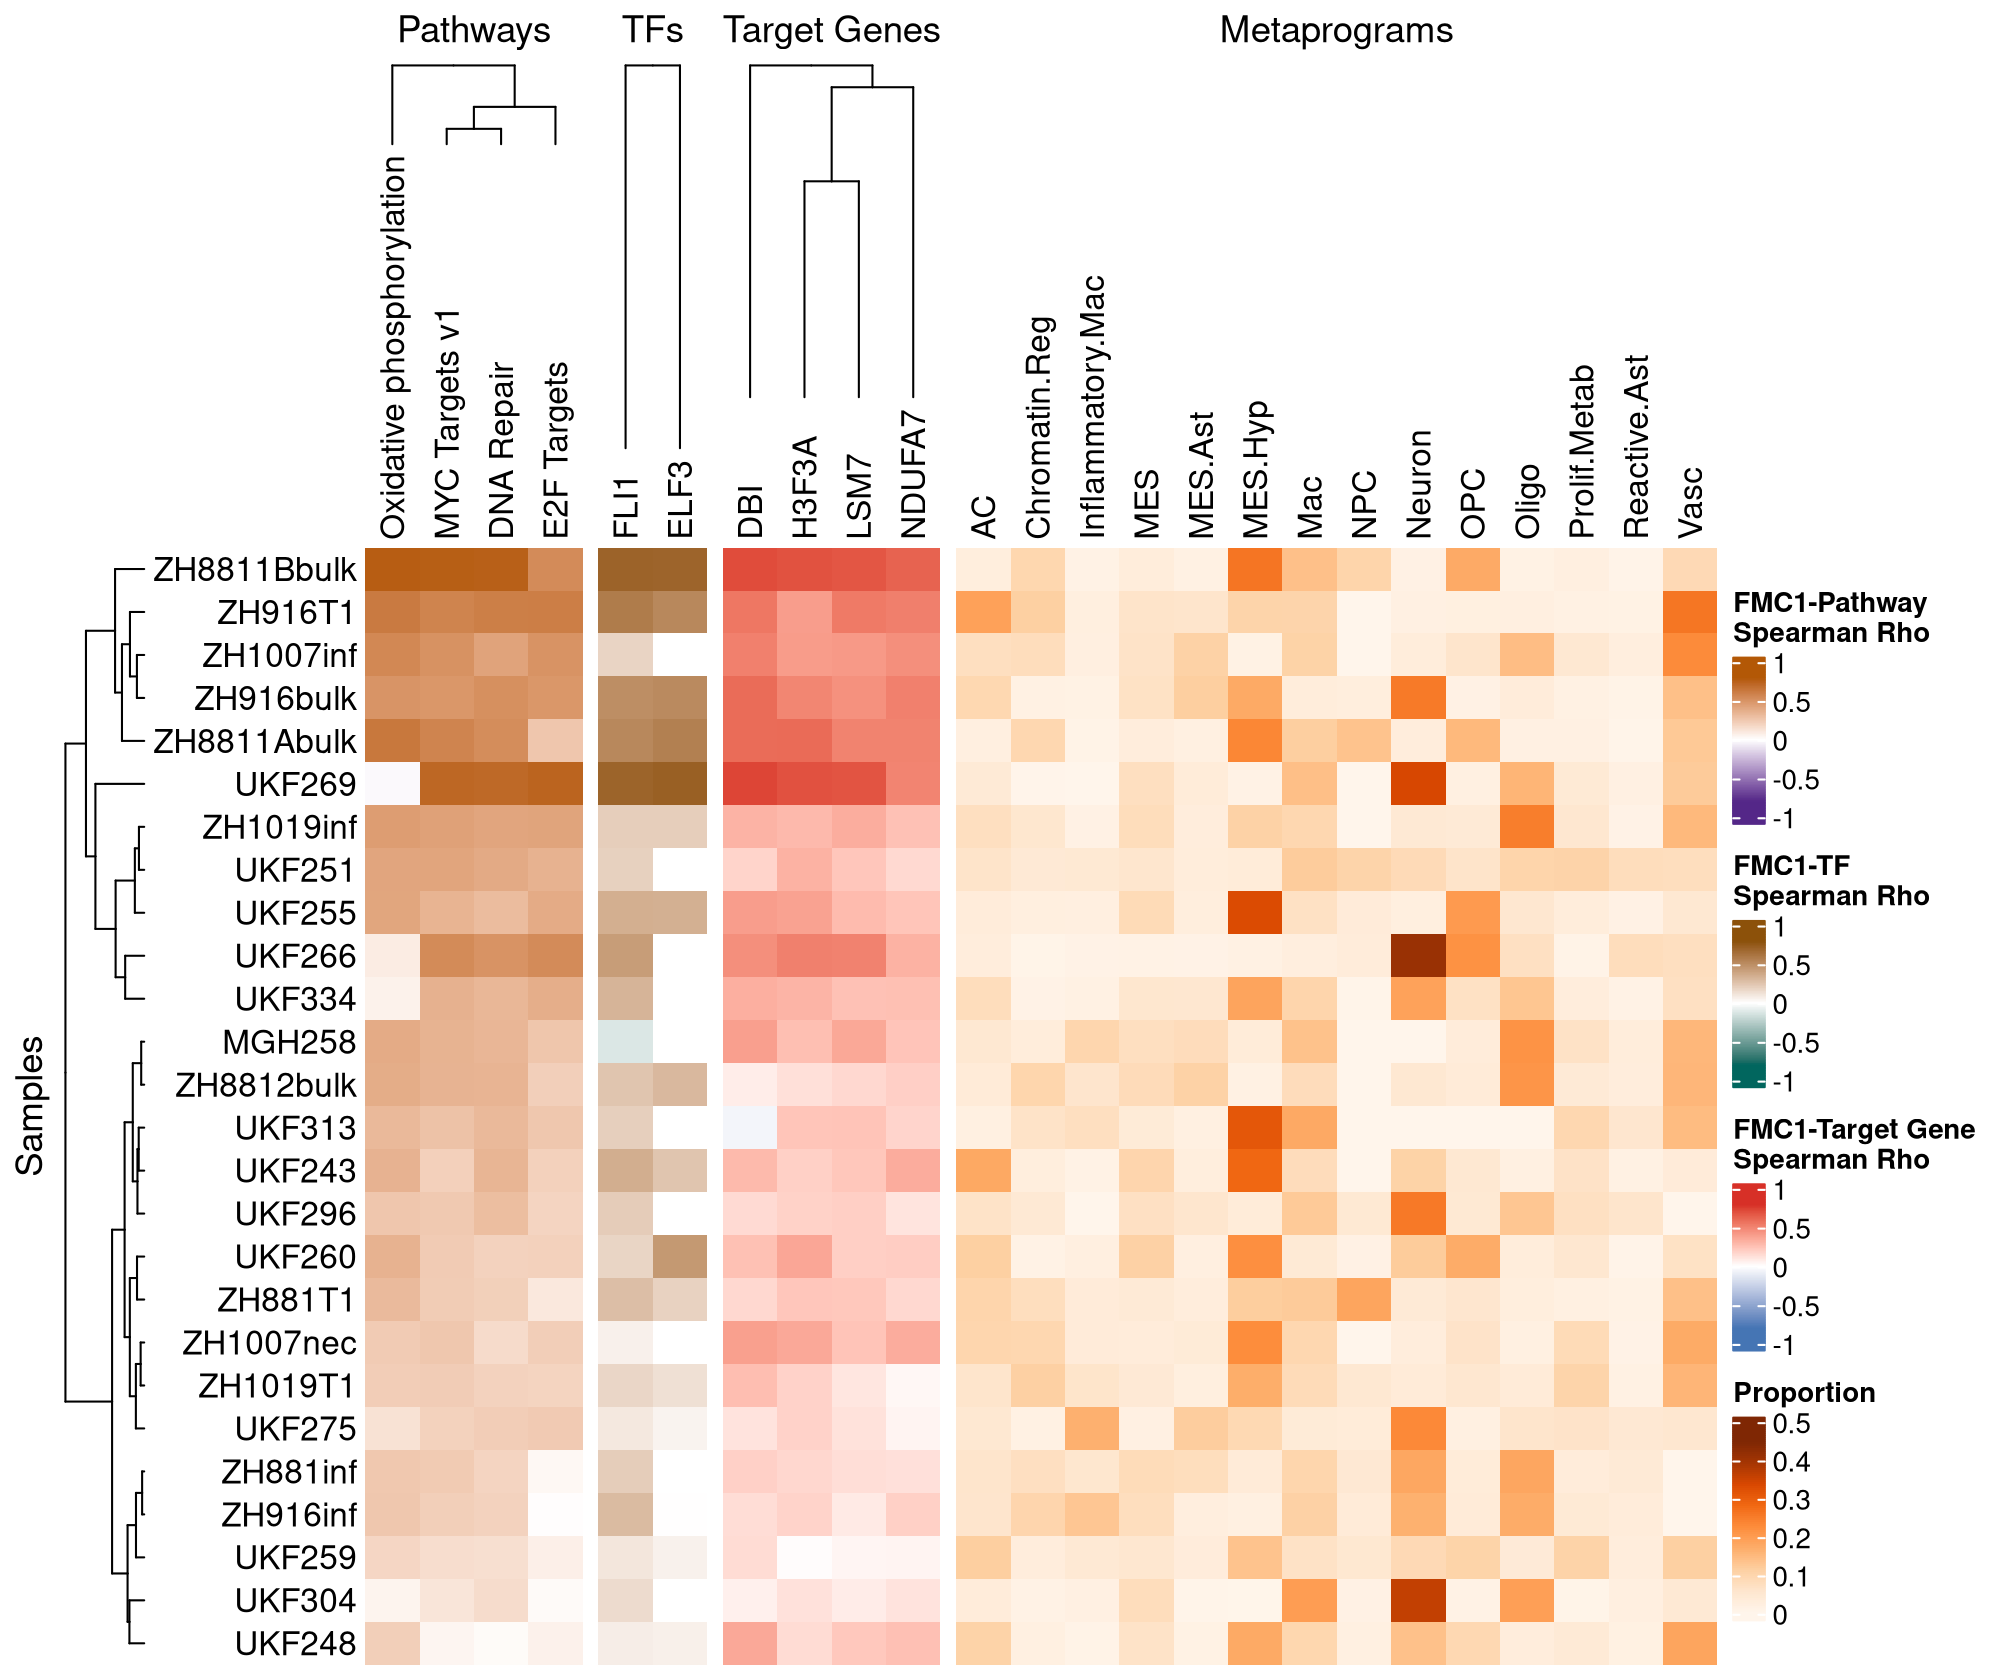 Pathways TFs Target Genes Metaprograms
Oxidative phosphorylation
MYC Targets v1
DNA Repair
E2F Targets
FLI1
ELF3
DBI
H3F3A
LSM7
NDUFA7
AC
Chromatin.Reg
Inflammatory.Mac
MES
MES.Ast
MES.Hyp
Mac
NPC
Neuron
OPC
Oligo
Prolif.Metab
Reactive.Ast
Vasc
Samples
ZH8811Bbulk
ZH916T1
ZH1007inf
ZH916bulk
ZH8811Abulk
UKF269
ZH1019inf
UKF251
UKF255
UKF266
UKF334
MGH258
ZH8812bulk
UKF313
UKF243
UKF296
UKF260
ZH881T1
ZH1007nec
ZH1019T1
UKF275
ZH881inf
ZH916inf
UKF259
UKF304
UKF248
FMC1-Pathway
Spearman Rho
1
0.5
0
-0.5
-1
FMC1-TF
Spearman Rho
1
0.5
0
-0.5
-1
FMC1-Target Gene
Spearman Rho
1
0.5
0
-0.5
-1
Proportion
0.5
0.4
0.3
0.2
0.1
0